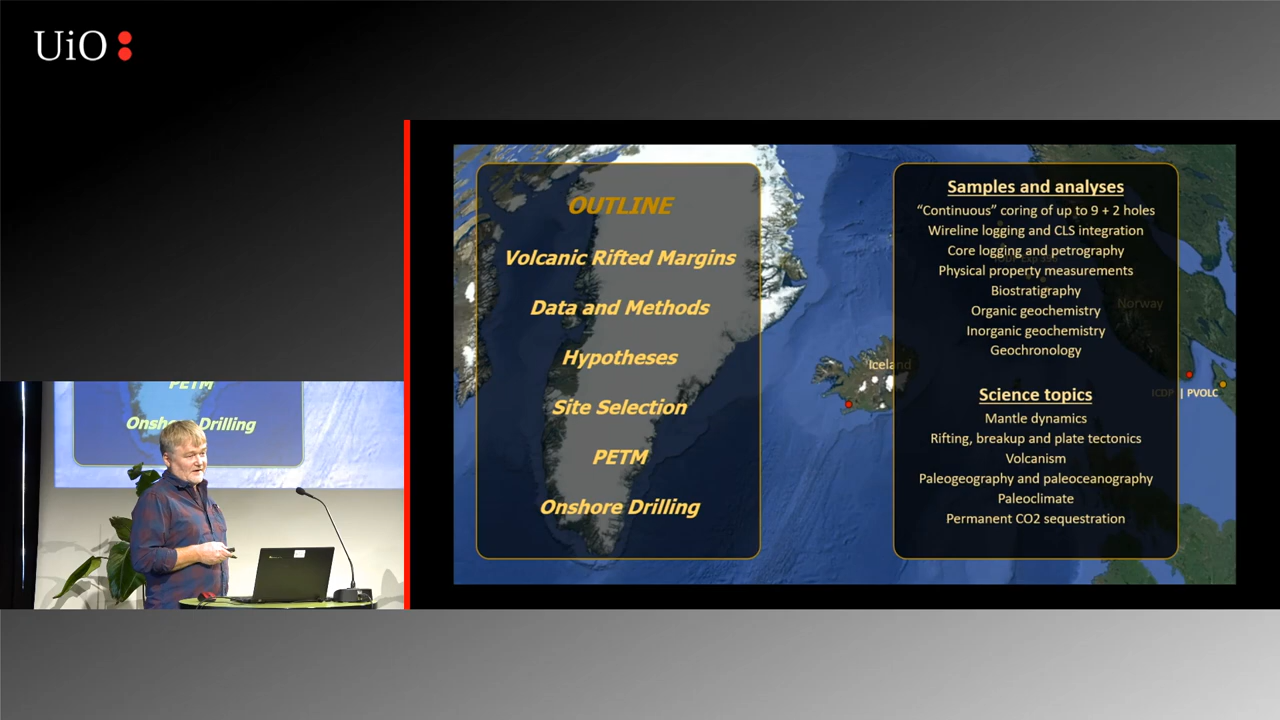 UiO
OUTLINE
Volcanic Rifted Margins
Data and Methods
Hypotheses
Site Selection
PETM
Onshore Drilling
Iceland
Norway
Samples and analyses
“Continuous” coring of up to 9 + 2 holes
Wireline logging and CLS integration
Core logging and petrography
Physical property measurements
Biostratigraphy
Organic geochemistry
Inorganic geochemistry
Geochronology
Science topics
Mantle dynamics
Rifting, breakup and plate tectonics
Volcanism
Paleogeography and paleoceanography
Paleoclimate
Permanent CO2 sequestration
ICDP | PVOLC
PETM
Onshore Drilling